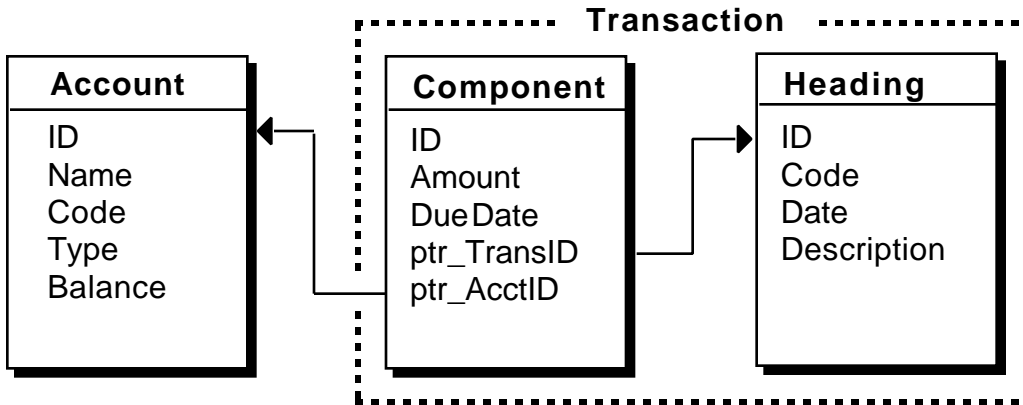 Transaction
Account
ID
Name
Code
Type
Balance
Component
ID
Amount
DueDate
ptr_TransID
ptr_AcctID
Heading
ID
Code
Date
Description